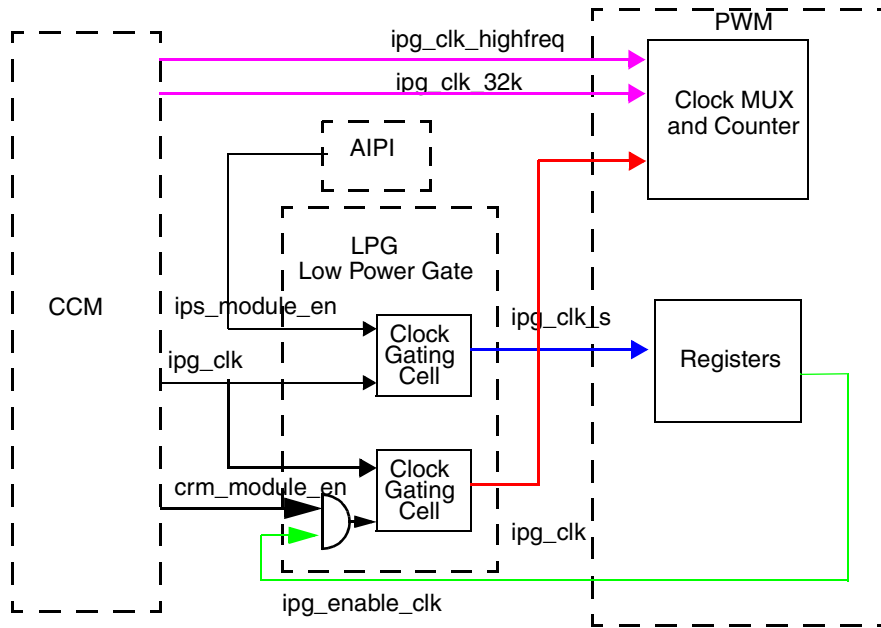 PWM
ipg_clk_highfreq
ipg_clk_32k
Clock MUX
and Counter
AIPI
LPG
Low Power Gate
CCM
ips_module_en
ipg_clk_s
Clock
Gating
Cell
Registers
ipg_clk
Clock
Gating
Cell
crm_module_en
ipg_clk
ipg_enable_clk